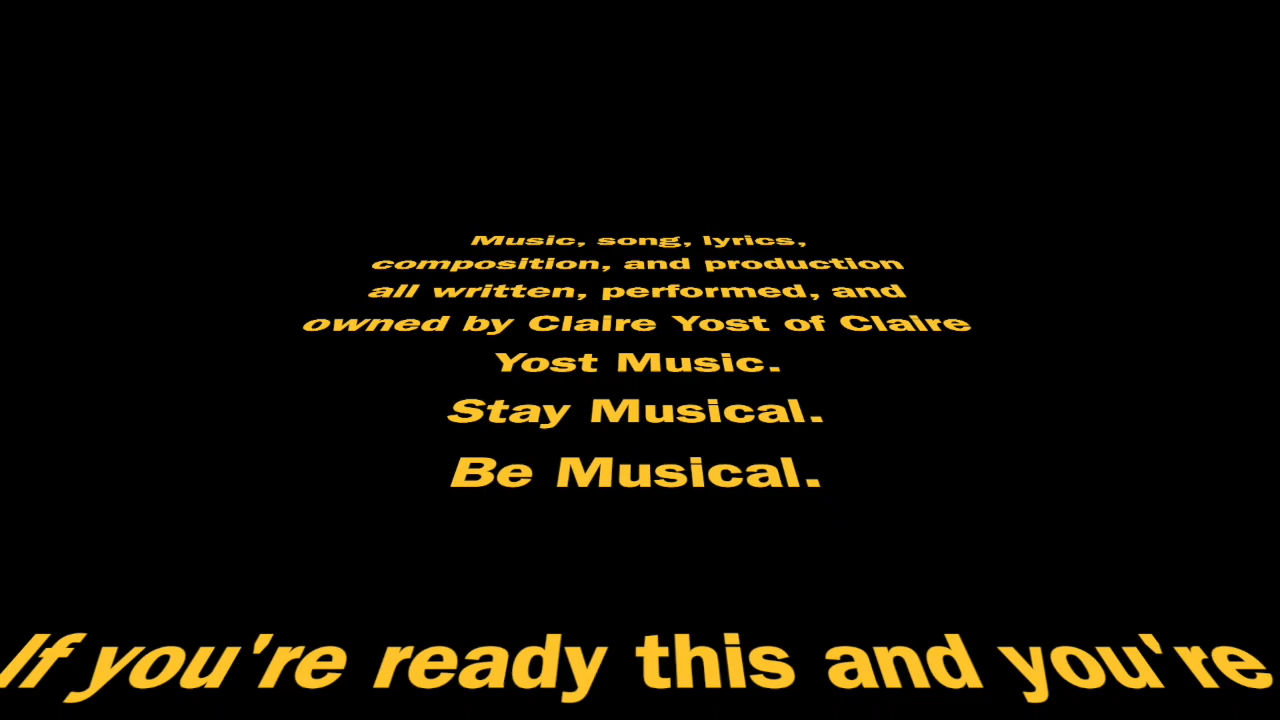 Music, song, lyrics,
composition, and production
all written, performed, and
owned by Claire Yost of Claire
Yost Music.
Stay Musical.
Be Musical.
If you're ready this and you're